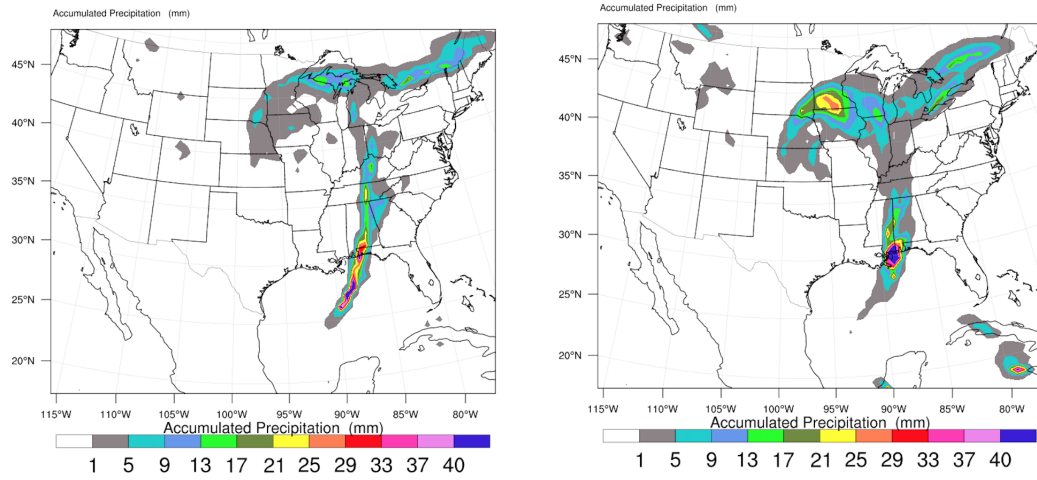 Accumulated Precipitation (mm)
45°N
40°N
35°N
30°N
25°N
20°N
115°W 110°W 105°W 100°W 95°W 90°W 85°W 80°W
Accumulated Precipitation (mm)
1 5 9 13 17 21 25 29 33 37 40
Accumulated Precipitation (mm)
45°N
40°N
35°N
30°N
25°N
20°N
115°W 110°W 105°W 100°W 95°W 90°W 85°W 80°W
Accumulated Precipitation (mm)
1 5 9 13 17 21 25 29 33 37 40